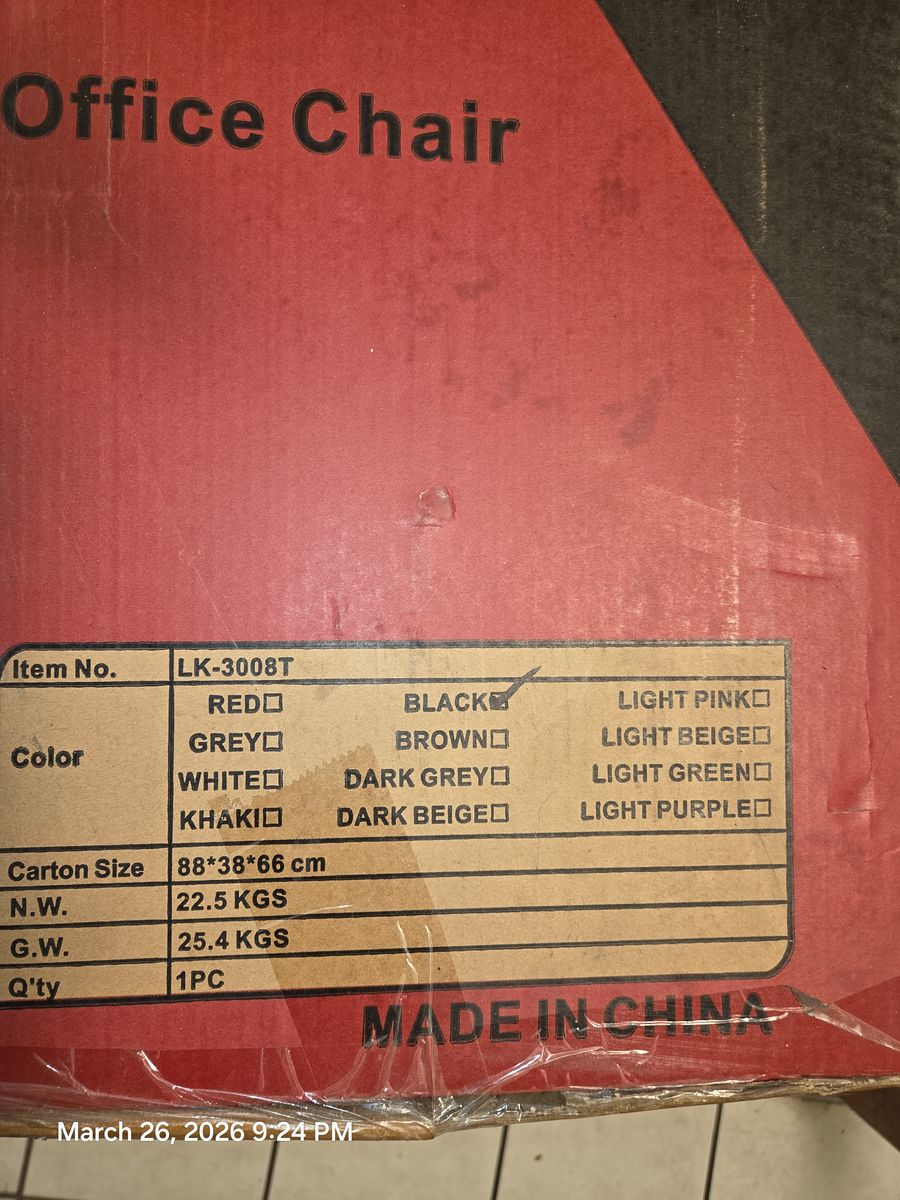 Office Chair
Item No. LK-3008T
Color
RED☐ BLACK☑ LIGHT PINK☐
GREY☐ BROWN☐ LIGHT BEIGE☐
WHITE☐ DARK GREY☐ LIGHT GREEN☐
KHAKI☐ DARK BEIGE☐ LIGHT PURPLE☐
Carton Size 88*38*66 cm
N.W. 22.5 KGS
G.W. 25.4 KGS
Q'ty 1PC
MADE IN CHINA
March 26, 2026 9:24 PM